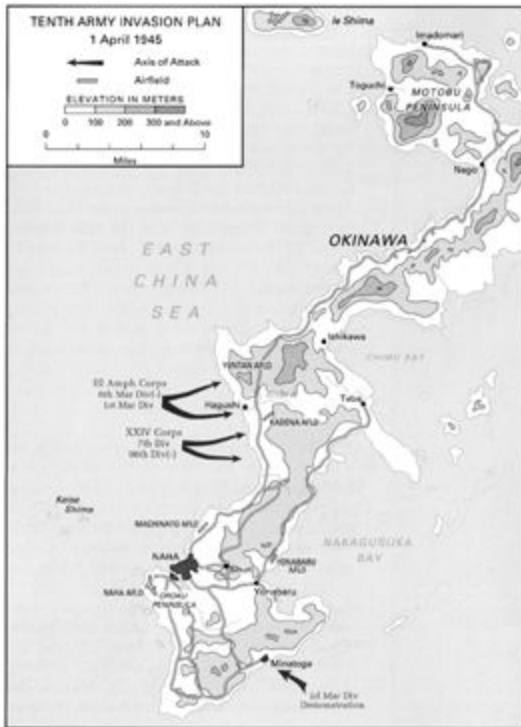 TENTH ARMY INVASION PLAN
1 April 1945
Axis of Attack
Airfield
ELEVATION IN METERS
0 100 200 300 and Above
0 10
Miles
Ie Shima
Imadomari
Toguchi
MOTOBU
PENINSULA
Nago
OKINAWA
EAST
CHINA
SEA
Ishikawa
CHIMU BAY
YONTAN AFLD
III Amph Corps
6th Mar Div(-)
1st Mar Div
Hagushi
Tuba
KADENA AFLD
XXIV Corps
7th Div
96th Div(-)
Keise
Shima
MACHINATO AFLD
NAKAGUSUKA
BAY
NAHA
YONABARU
AFLD
Yonabaru
NAHA AFLD
OROKU
PENINSULA
Minatoga
Mar Div
Demonstration